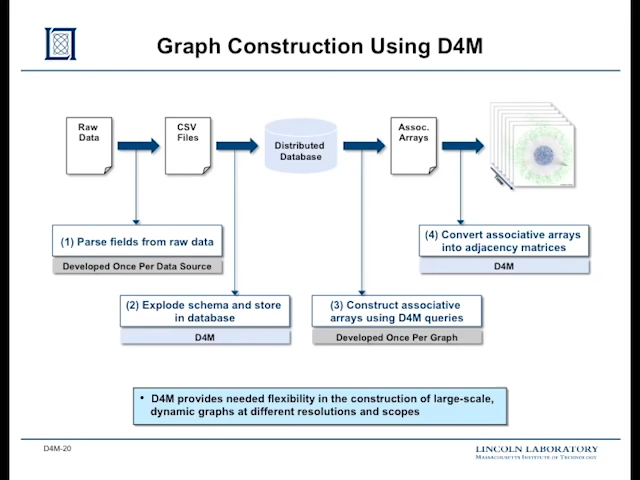 Graph Construction Using D4M
Raw
Data
CSV
Files
Distributed
Database
Assoc.
Arrays
(1) Parse fields from raw data
Developed Once Per Data Source
(4) Convert associative arrays
into adjacency matrices
D4M
(2) Explode schema and store
in database
D4M
(3) Construct associative
arrays using D4M queries
Developed Once Per Graph
• D4M provides needed flexibility in the construction of large-scale,
dynamic graphs at different resolutions and scopes
D4M-20
LINCOLN LABORATORY
MASSACHUSETTS INSTITUTE OF TECHNOLOGY